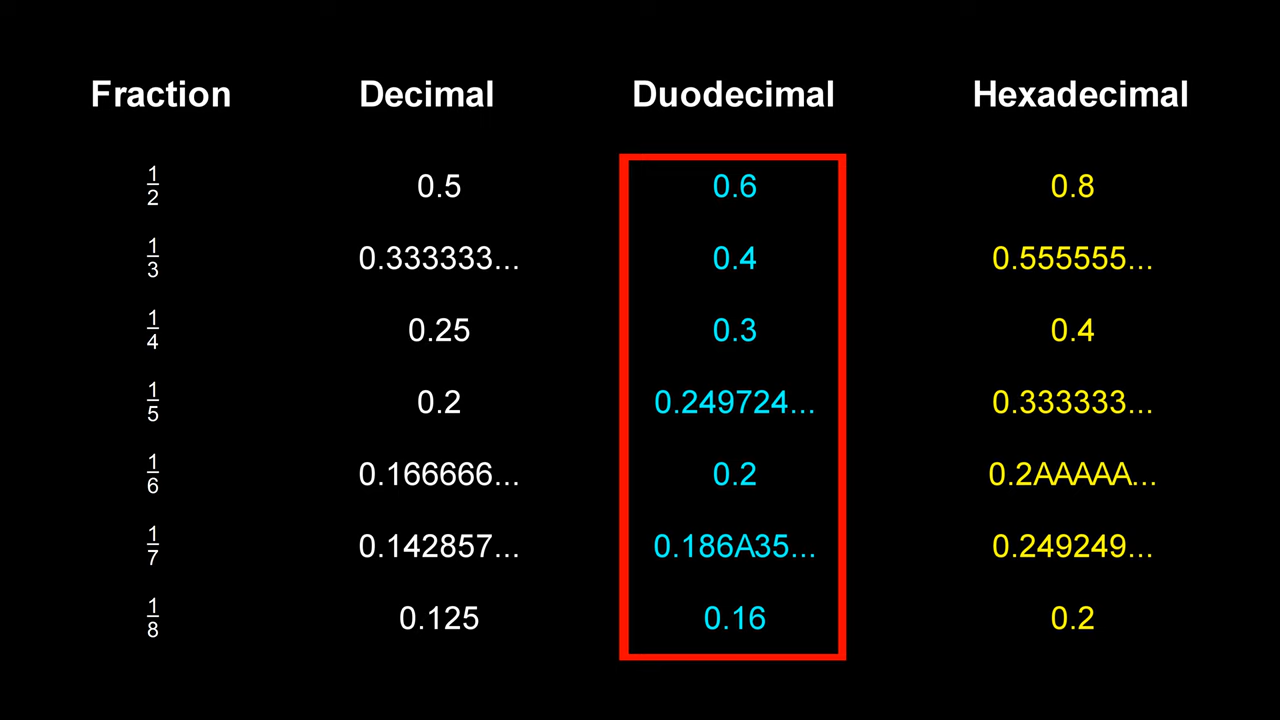 Fraction Decimal Duodecimal Hexadecimal
1/2 0.5 0.6 0.8
1/3 0.333333... 0.4 0.555555...
1/4 0.25 0.3 0.4
1/5 0.2 0.249724... 0.333333...
1/6 0.166666... 0.2 0.2AAAAA...
1/7 0.142857... 0.186A35... 0.249249...
1/8 0.125 0.16 0.2